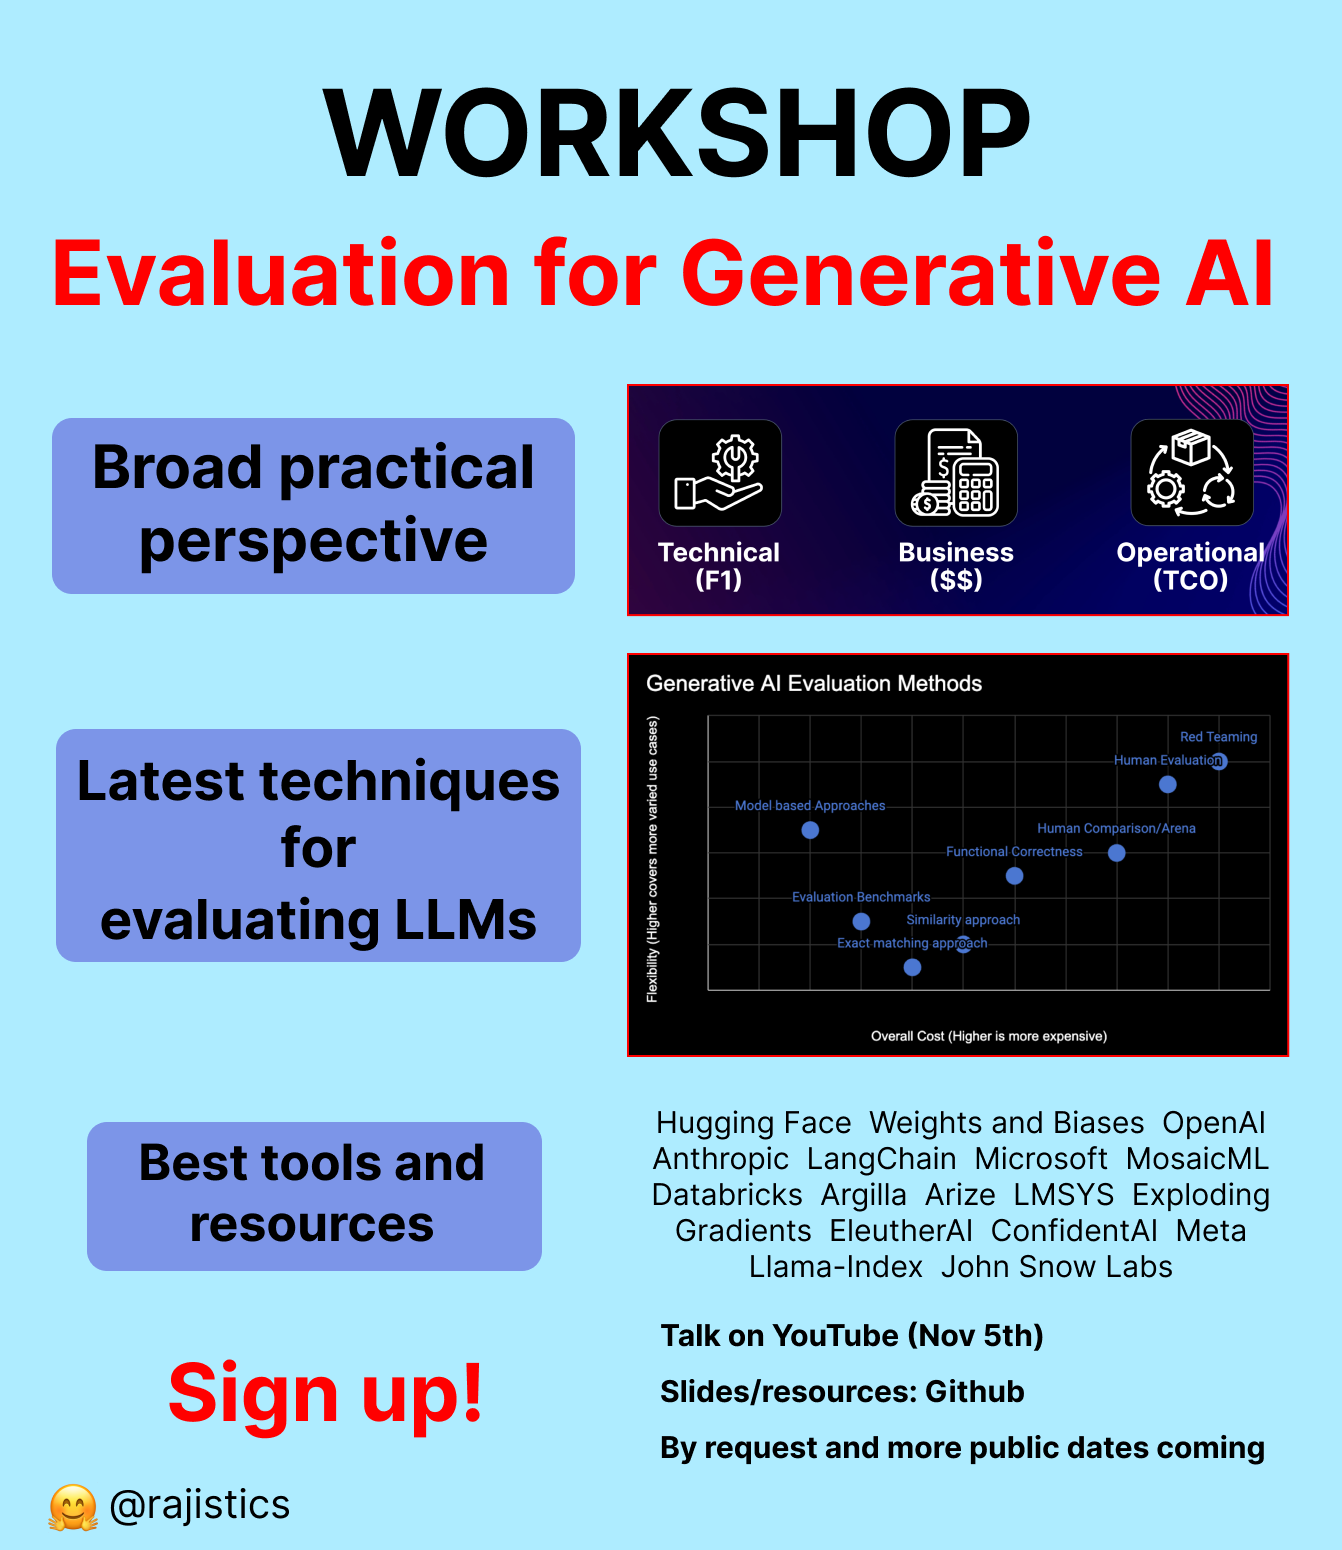 WORKSHOP
Evaluation for Generative AI
Broad practical
perspective
Technical
(F1)
Business
($$)
Operational
(TCO)
Latest techniques
for
evaluating LLMs
Generative AI Evaluation Methods
Flexibility (Higher covers more varied use cases)
Red Teaming
Human Evaluation
Model based Approaches
Human Comparison/Arena
Functional Correctness
Evaluation Benchmarks
Similarity approach
Exact matching approach
Overall Cost (Higher is more expensive)
Best tools and
resources
Hugging Face  Weights and Biases  OpenAI
Anthropic  LangChain  Microsoft  MosaicML
Databricks  Argilla  Arize  LMSYS  Exploding
Gradients  EleutherAI  ConfidentAI  Meta
Llama-Index  John Snow Labs
Sign up!
Talk on YouTube (Nov 5th)
Slides/resources: Github
By request and more public dates coming
@rajistics